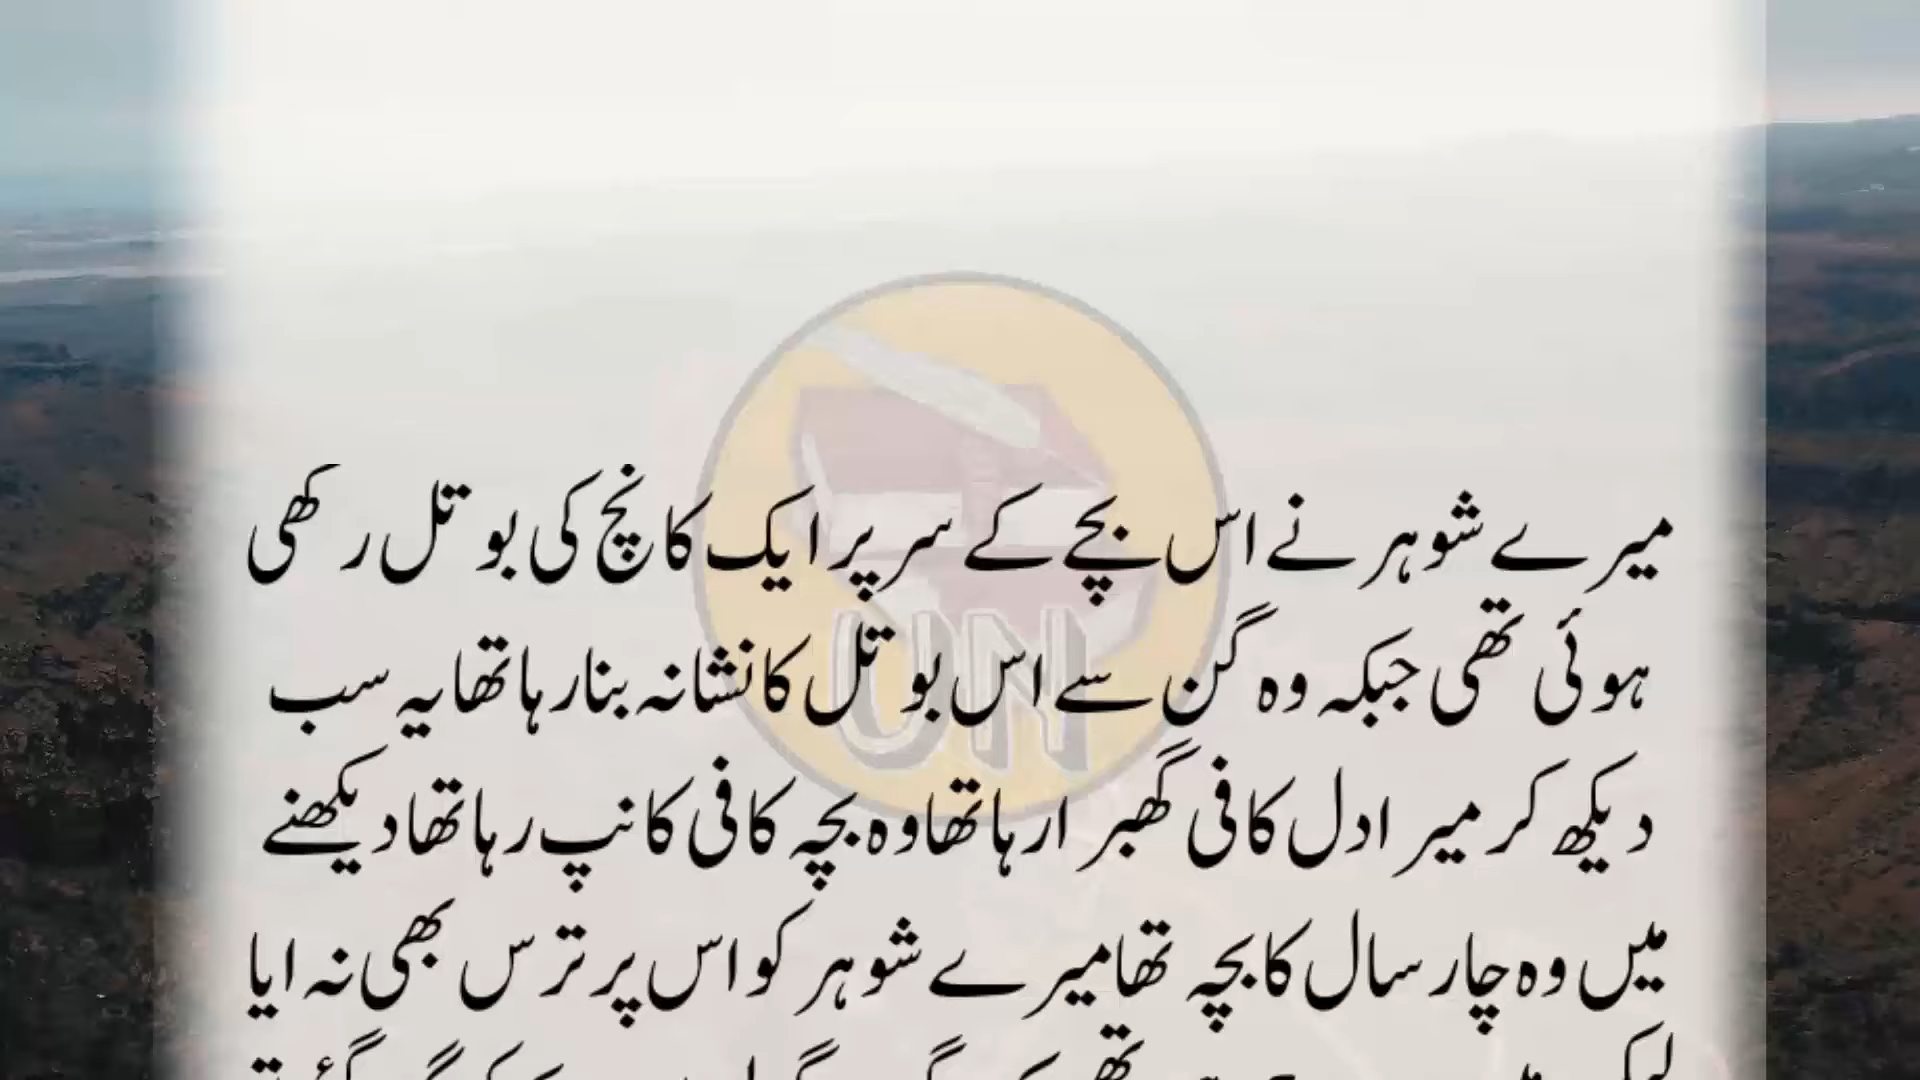 میرے شوہر نے اس بچے کے سر پر ایک کانچ کی بوتل رکھی
ہوئی تھی جبکہ وہ گن سے اس بوتل کا نشانہ بنا رہا تھا یہ سب
دیکھ کر میرا دل کافی گھبرا رہا تھا وہ بچہ کافی کانپ رہا تھا دیکھنے
میں وہ چار سال کا بچہ تھا میرے شوہر کو اس پر ترس بھی نہ ایا
UN